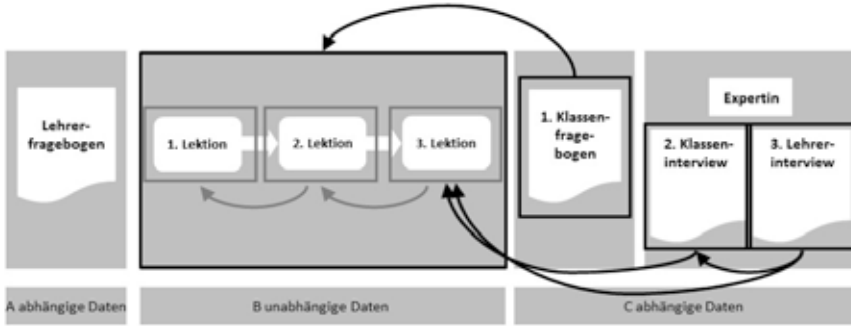 Lehrer-
fragebogen
1. Lektion
2. Lektion
3. Lektion
1. Klassen-
frage-
bogen
Expertin
2. Klassen-
interview
3. Lehrer-
interview
A abhängige Daten
B unabhängige Daten
C abhängige Daten